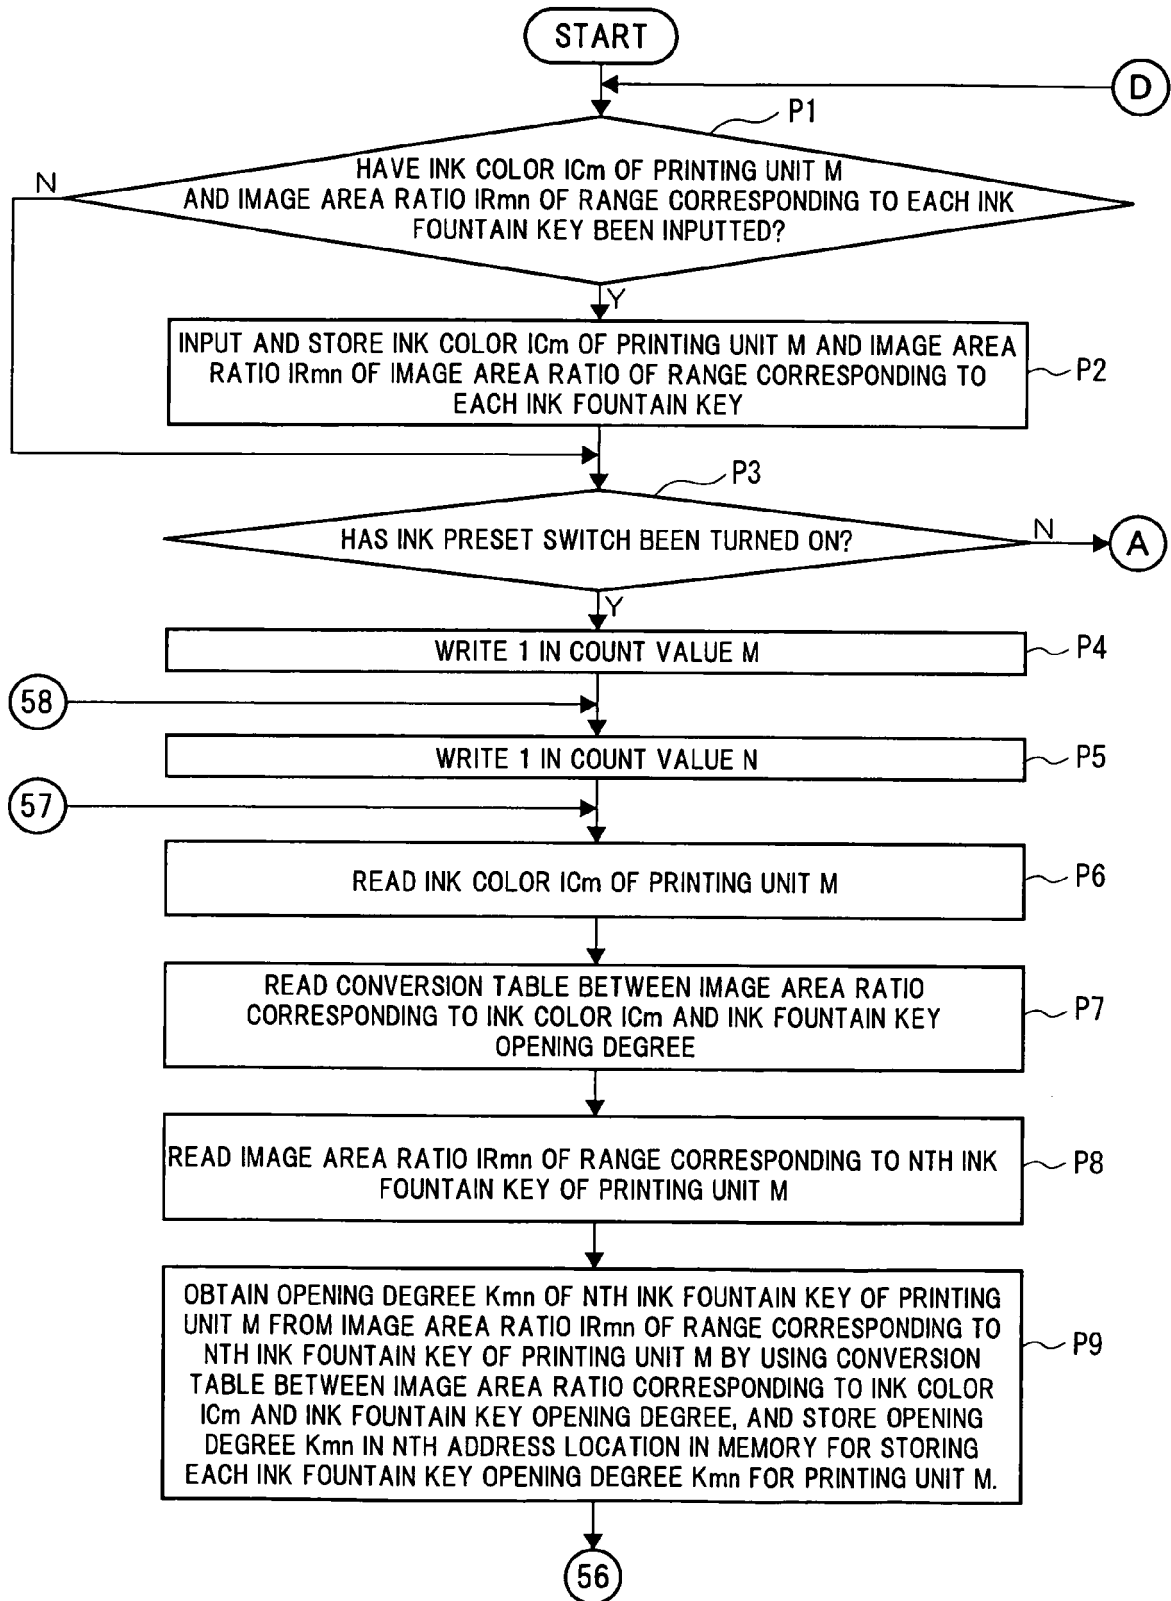 START
D
P1
HAVE INK COLOR ICm OF PRINTING UNIT M
N
AND IMAGE AREA RATIO IRmn OF RANGE CORRESPONDING TO EACH INK
FOUNTAIN KEY BEEN INPUTTED?
Y
INPUT AND STORE INK COLOR ICm OF PRINTING UNIT M AND IMAGE AREA
RATIO IRmn OF IMAGE AREA RATIO OF RANGE CORRESPONDING TO
EACH INK FOUNTAIN KEY
P2
P3
HAS INK PRESET SWITCH BEEN TURNED ON?
N
A
Y
WRITE 1 IN COUNT VALUE M
P4
58
WRITE 1 IN COUNT VALUE N
P5
57
READ INK COLOR ICm OF PRINTING UNIT M
P6
READ CONVERSION TABLE BETWEEN IMAGE AREA RATIO
CORRESPONDING TO INK COLOR ICm AND INK FOUNTAIN KEY
OPENING DEGREE
P7
READ IMAGE AREA RATIO IRmn OF RANGE CORRESPONDING TO NTH INK
FOUNTAIN KEY OF PRINTING UNIT M
P8
OBTAIN OPENING DEGREE Kmn OF NTH INK FOUNTAIN KEY OF PRINTING
UNIT M FROM IMAGE AREA RATIO IRmn OF RANGE CORRESPONDING TO
NTH INK FOUNTAIN KEY OF PRINTING UNIT M BY USING CONVERSION
TABLE BETWEEN IMAGE AREA RATIO CORRESPONDING TO INK COLOR
ICm AND INK FOUNTAIN KEY OPENING DEGREE, AND STORE OPENING
DEGREE Kmn IN NTH ADDRESS LOCATION IN MEMORY FOR STORING
EACH INK FOUNTAIN KEY OPENING DEGREE Kmn FOR PRINTING UNIT M.
P9
56